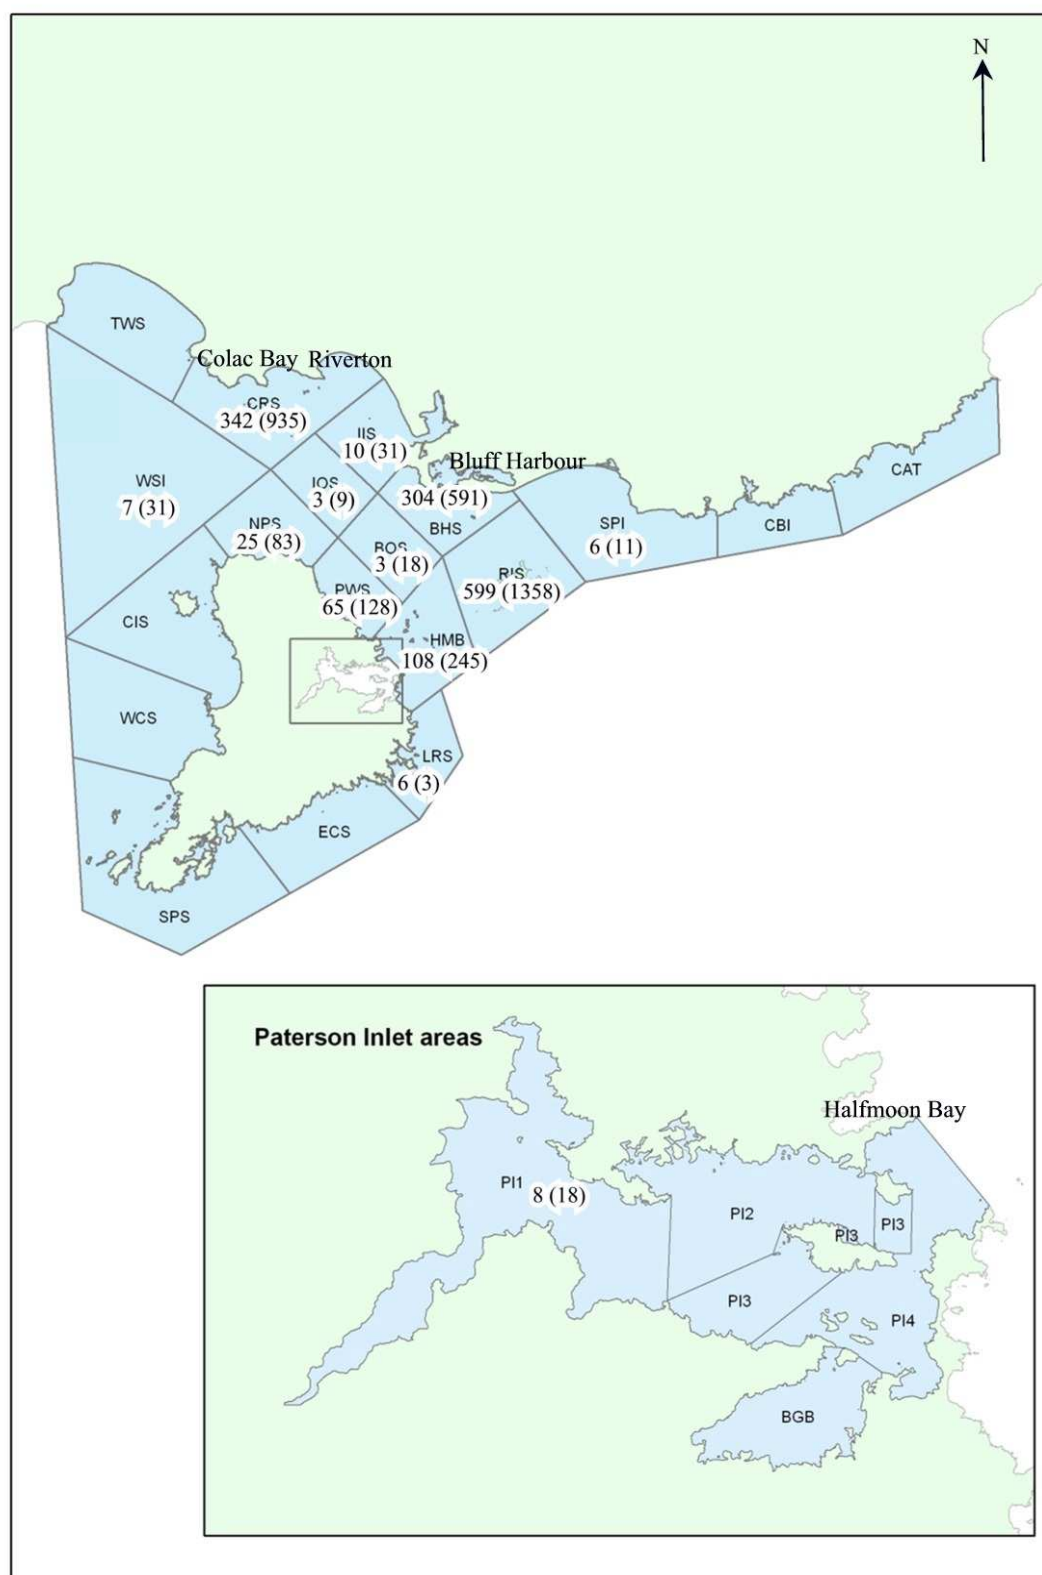 N
TWS
Colac Bay Riverton
CRS
342 (935)
IIS
10 (31)
Bluff Harbour
CAT
WSI
7 (31)
IOS
3 (9)
304 (591)
BHS
NPS
25 (83)
SPI
6 (11)
CBI
BOS
3 (18)
RIS
599 (1358)
PWS
65 (128)
CIS
HMB
108 (245)
WCS
LRS
6 (3)
ECS
SPS
Paterson Inlet areas
Halfmoon Bay
PI1
8 (18)
PI2
PI3
PI3
PI3
PI4
BGB